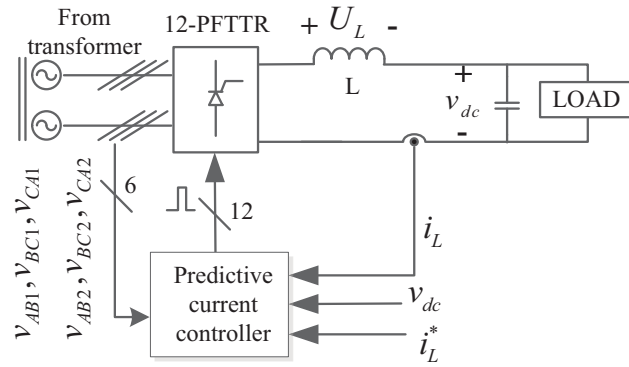 From
transformer
12-PFTTR
+ U_L -
L
+
v_dc
-
LOAD
6
12
i_L
v_AB1, v_BC1, v_CA1
v_AB2, v_BC2, v_CA2
Predictive
current
controller
v_dc
i_L^*